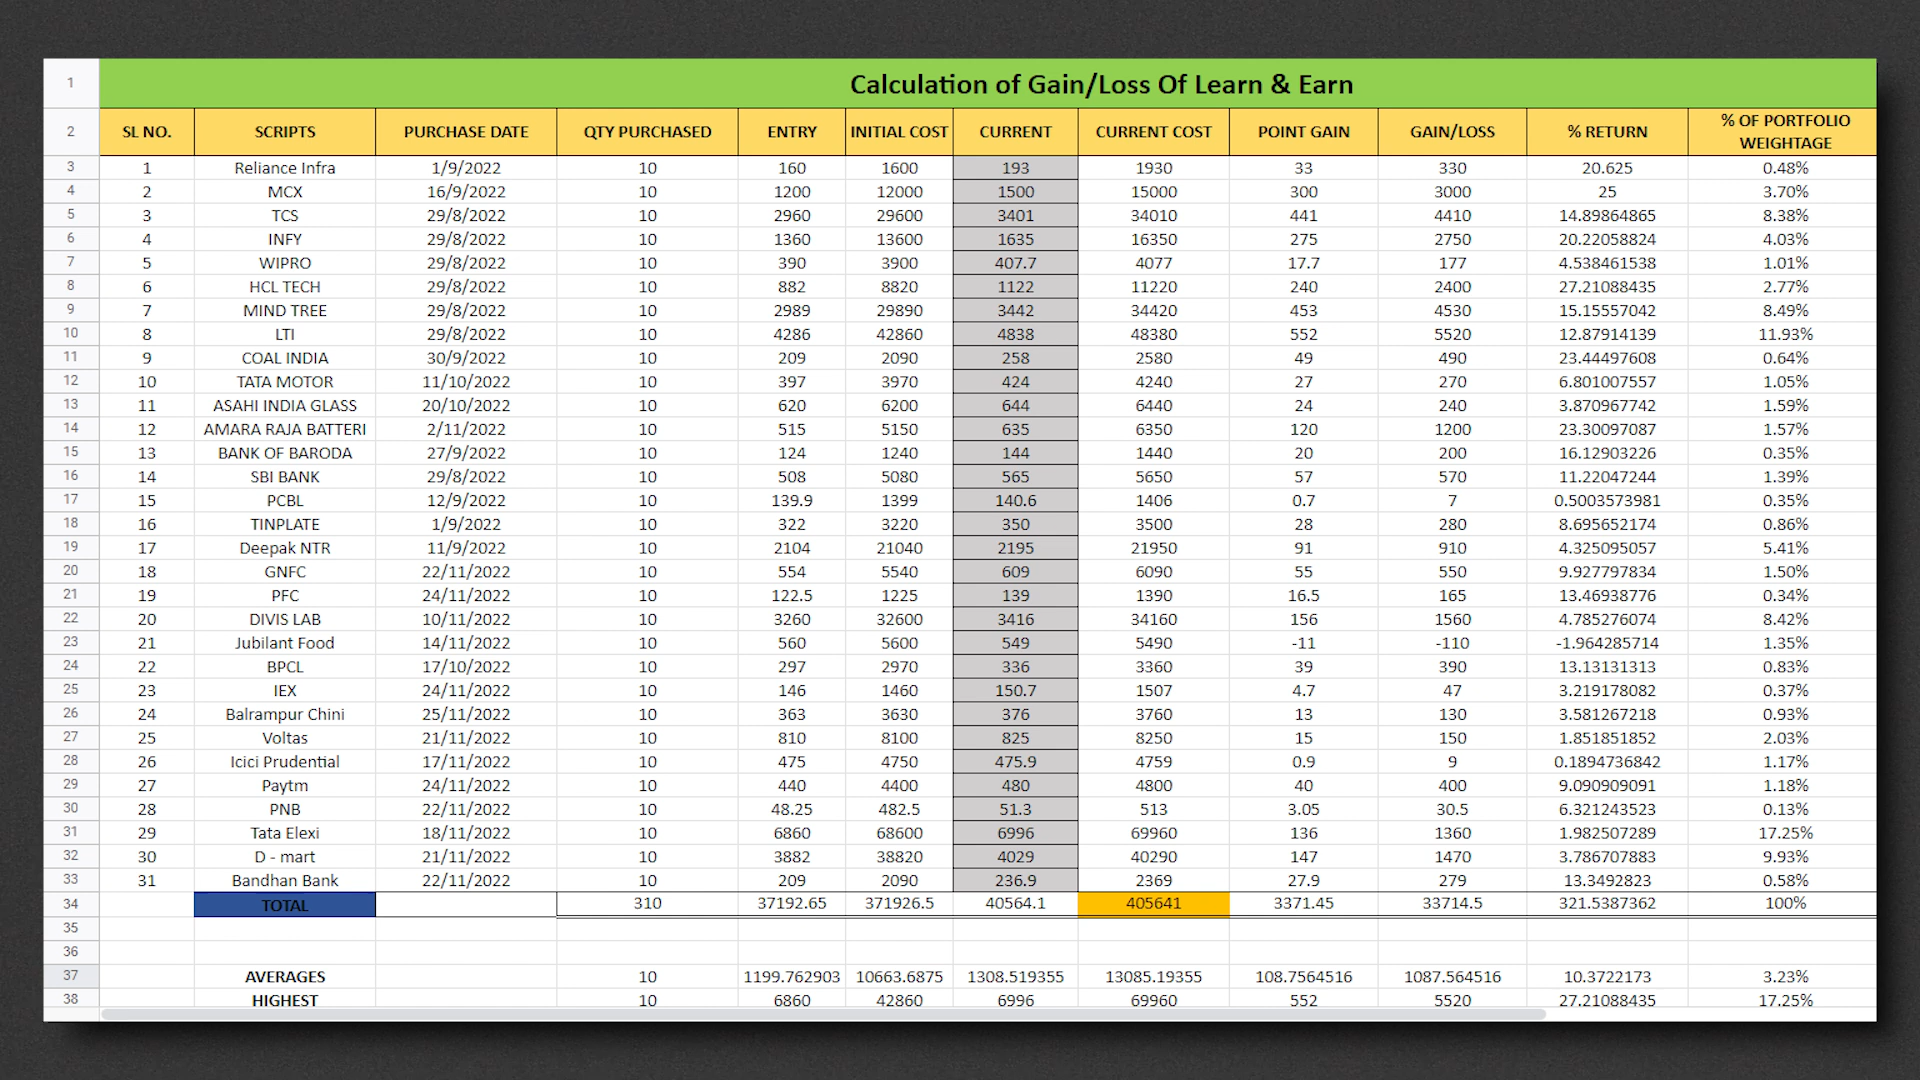 1 Calculation of Gain/Loss Of Learn & Earn
2 SL NO. SCRIPTS PURCHASE DATE QTY PURCHASED ENTRY INITIAL COST CURRENT CURRENT COST POINT GAIN GAIN/LOSS % RETURN % OF PORTFOLIO WEIGHTAGE
3 1 Reliance Infra 1/9/2022 10 160 1600 193 1930 33 330 20.625 0.48%
4 2 MCX 16/9/2022 10 1200 12000 1500 15000 300 3000 25 3.70%
5 3 TCS 29/8/2022 10 2960 29600 3401 34010 441 4410 14.89864865 8.38%
6 4 INFY 29/8/2022 10 1360 13600 1635 16350 275 2750 20.22058824 4.03%
7 5 WIPRO 29/8/2022 10 390 3900 407.7 4077 17.7 177 4.538461538 1.01%
8 6 HCL TECH 29/8/2022 10 882 8820 1122 11220 240 2400 27.21088435 2.77%
9 7 MIND TREE 29/8/2022 10 2989 29890 3442 34420 453 4530 15.15557042 8.49%
10 8 LTI 29/8/2022 10 4286 42860 4838 48380 552 5520 12.87914139 11.93%
11 9 COAL INDIA 30/9/2022 10 209 2090 258 2580 49 490 23.44497608 0.64%
12 10 TATA MOTOR 11/10/2022 10 397 3970 424 4240 27 270 6.801007557 1.05%
13 11 ASAHI INDIA GLASS 20/10/2022 10 620 6200 644 6440 24 240 3.870967742 1.59%
14 12 AMARA RAJA BATTERI 2/11/2022 10 515 5150 635 6350 120 1200 23.30097087 1.57%
15 13 BANK OF BARODA 27/9/2022 10 124 1240 144 1440 20 200 16.12903226 0.35%
16 14 SBI BANK 29/8/2022 10 508 5080 565 5650 57 570 11.22047244 1.39%
17 15 PCBL 12/9/2022 10 139.9 1399 140.6 1406 0.7 7 0.5003573981 0.35%
18 16 TINPLATE 1/9/2022 10 322 3220 350 3500 28 280 8.695652174 0.86%
19 17 Deepak NTR 11/9/2022 10 2104 21040 2195 21950 91 910 4.325095057 5.41%
20 18 GNFC 22/11/2022 10 554 5540 609 6090 55 550 9.927797834 1.50%
21 19 PFC 24/11/2022 10 122.5 1225 139 1390 16.5 165 13.46938776 0.34%
22 20 DIVIS LAB 10/11/2022 10 3260 32600 3416 34160 156 1560 4.785276074 8.42%
23 21 Jubilant Food 14/11/2022 10 560 5600 549 5490 -11 -110 -1.964285714 1.35%
24 22 BPCL 17/10/2022 10 297 2970 336 3360 39 390 13.13131313 0.83%
25 23 IEX 24/11/2022 10 146 1460 150.7 1507 4.7 47 3.219178082 0.37%
26 24 Balrampur Chini 25/11/2022 10 363 3630 376 3760 13 130 3.581267218 0.93%
27 25 Voltas 21/11/2022 10 810 8100 825 8250 15 150 1.851851852 2.03%
28 26 Icici Prudential 17/11/2022 10 475 4750 475.9 4759 0.9 9 0.1894736842 1.17%
29 27 Paytm 24/11/2022 10 440 4400 480 4800 40 400 9.090909091 1.18%
30 28 PNB 22/11/2022 10 48.25 482.5 51.3 513 3.05 30.5 6.321243523 0.13%
31 29 Tata Elexi 18/11/2022 10 6860 68600 6996 69960 136 1360 1.982507289 17.25%
32 30 D - mart 21/11/2022 10 3882 38820 4029 40290 147 1470 3.786707883 9.93%
33 31 Bandhan Bank 22/11/2022 10 209 2090 236.9 2369 27.9 279 13.3492823 0.58%
34 TOTAL 310 37192.65 371926.5 40564.1 405641 3371.45 33714.5 321.5387362 100%
35
36
37 AVERAGES 10 1199.762903 10663.6875 1308.519355 13085.19355 108.7564516 1087.564516 10.3722173 3.23%
38 HIGHEST 10 6860 42860 6996 69960 552 5520 27.21088435 17.25%